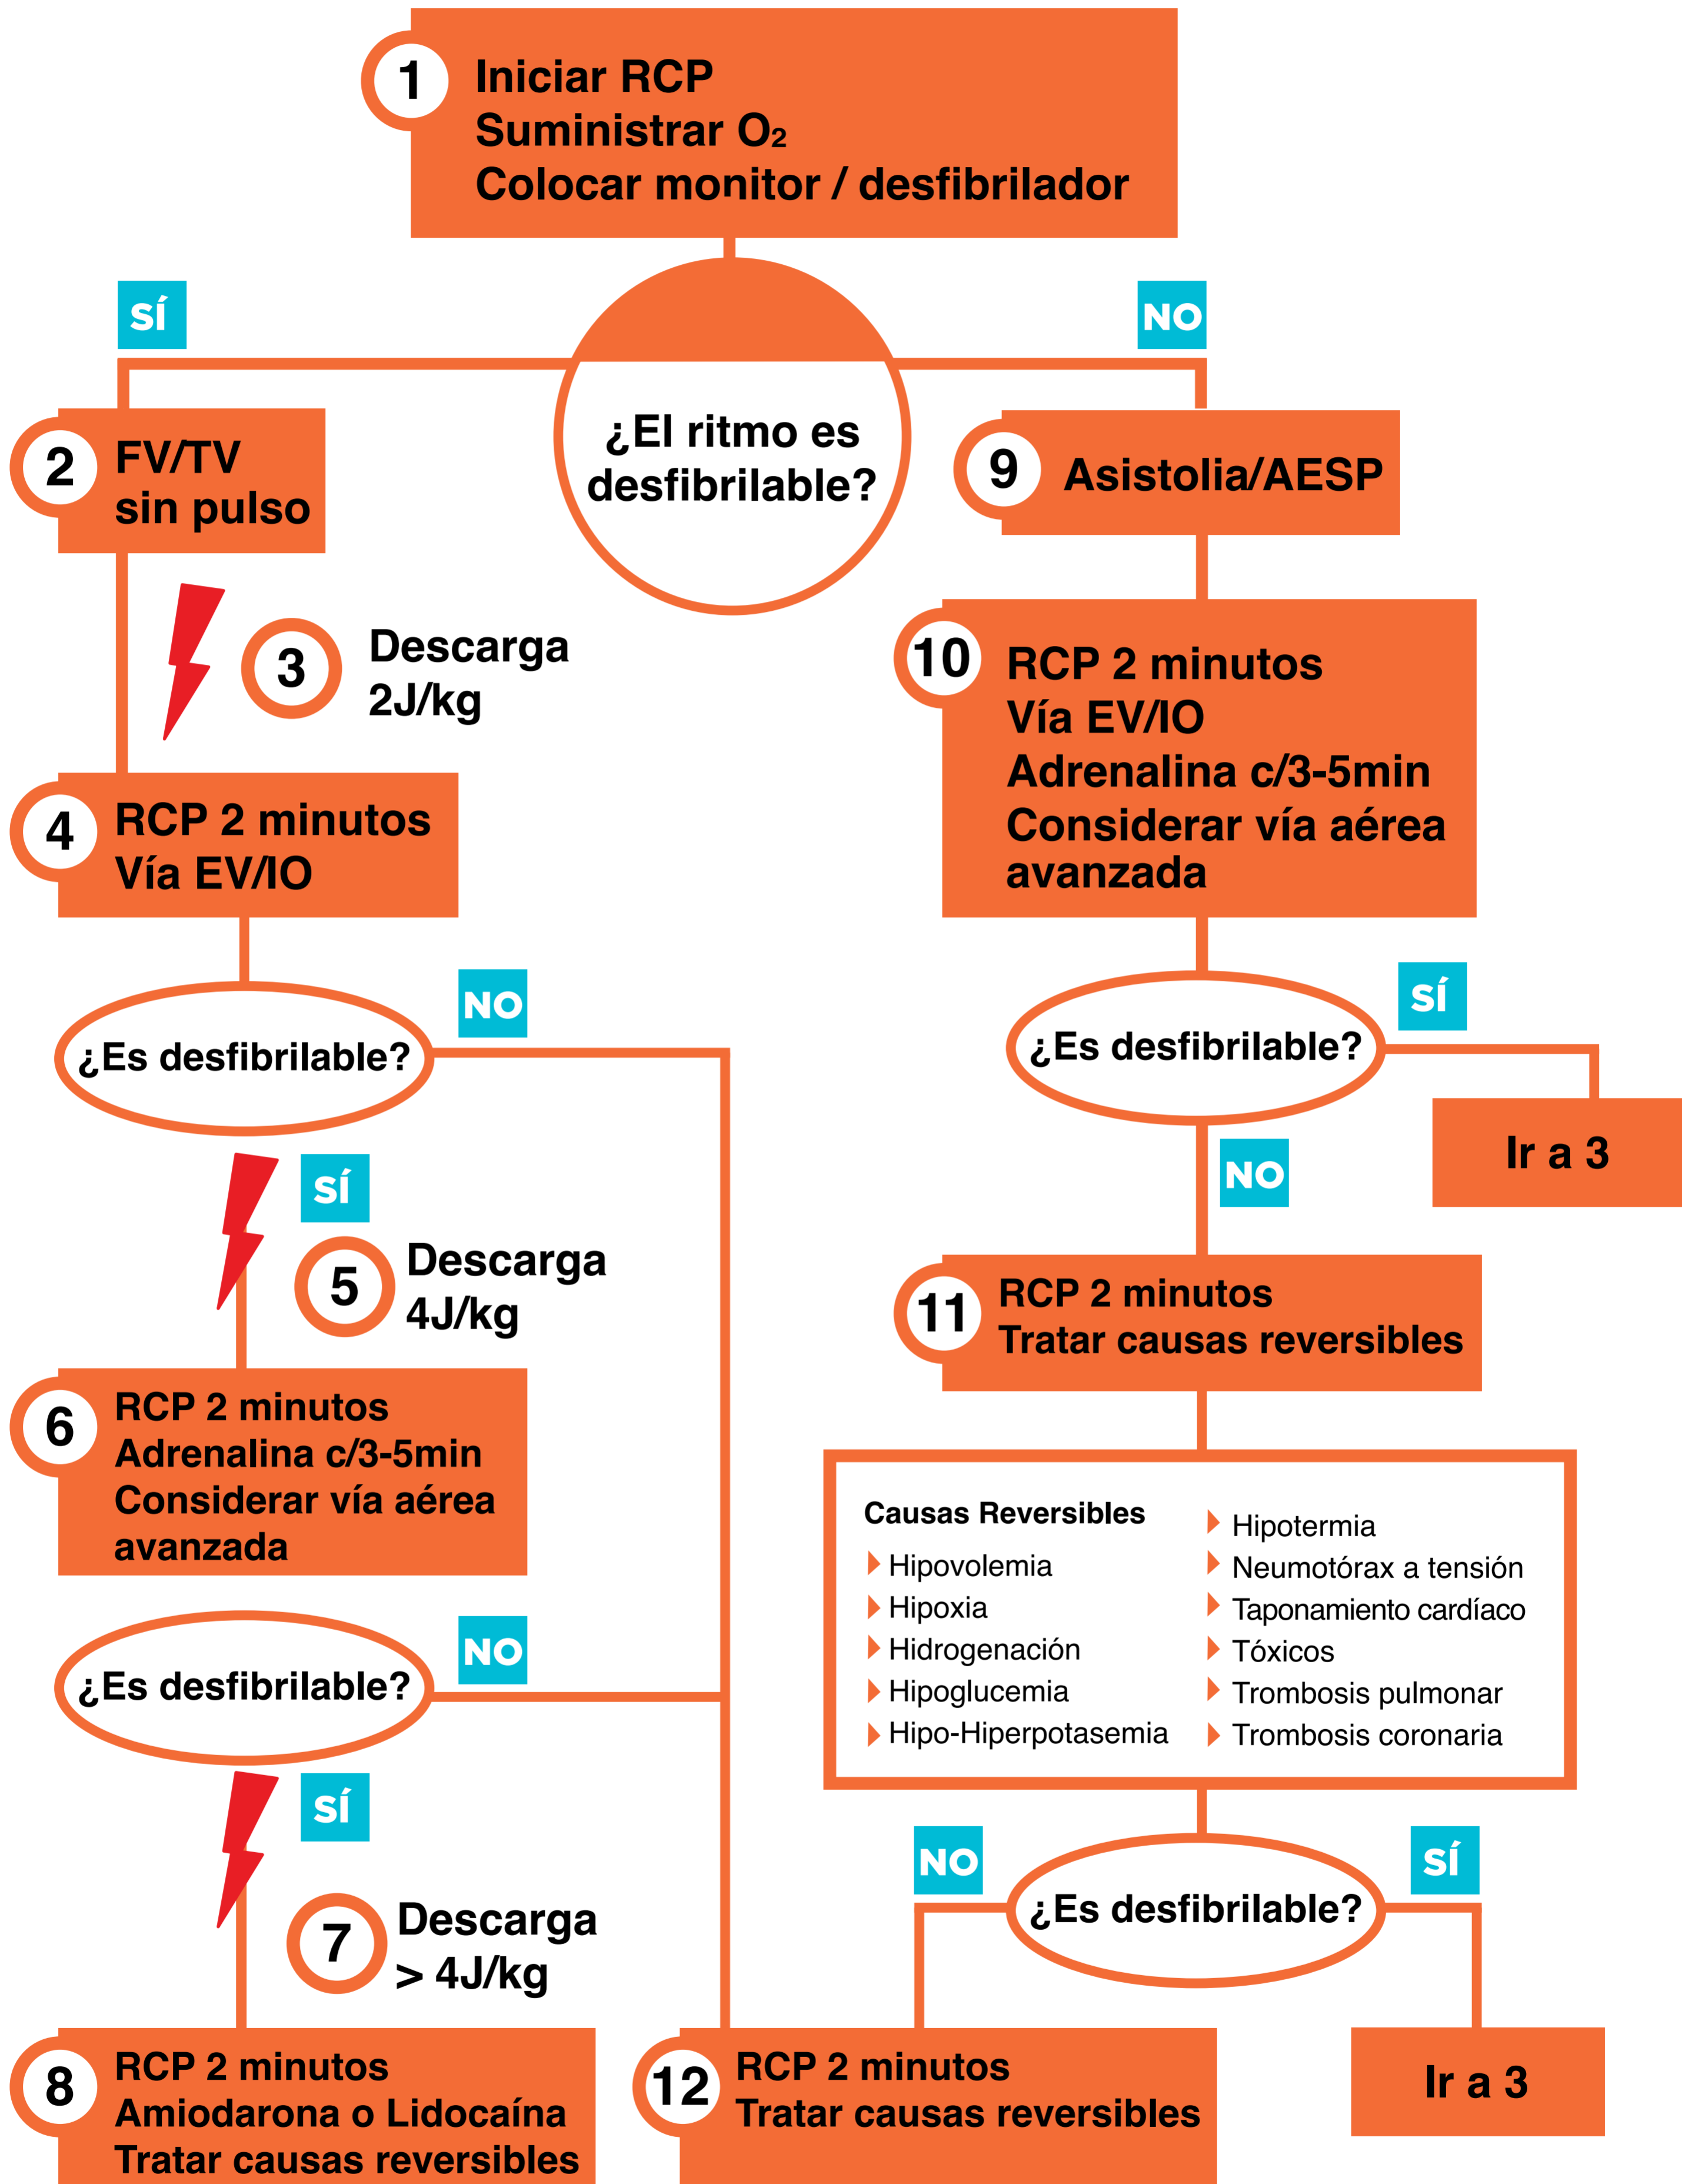 1
Iniciar RCP
Suministrar O₂
Colocar monitor / desfibrilador
SÍ
NO
¿El ritmo es
desfibrilable?
2
FV/TV
sin pulso
3
Descarga
2J/kg
4
RCP 2 minutos
Vía EV/IO
¿Es desfibrilable?
NO
SÍ
5
Descarga
4J/kg
6
RCP 2 minutos
Adrenalina c/3-5min
Considerar vía aérea
avanzada
¿Es desfibrilable?
NO
SÍ
7
Descarga
> 4J/kg
8
RCP 2 minutos
Amiodarona o Lidocaína
Tratar causas reversibles
9
Asistolia/AESP
10
RCP 2 minutos
Vía EV/IO
Adrenalina c/3-5min
Considerar vía aérea
avanzada
¿Es desfibrilable?
SÍ
Ir a 3
NO
11
RCP 2 minutos
Tratar causas reversibles
Causas Reversibles
Hipovolemia
Hipoxia
Hidrogenación
Hipoglucemia
Hipo-Hiperpotasemia
Hipotermia
Neumotórax a tensión
Taponamiento cardíaco
Tóxicos
Trombosis pulmonar
Trombosis coronaria
NO
SÍ
¿Es desfibrilable?
12
RCP 2 minutos
Tratar causas reversibles
Ir a 3